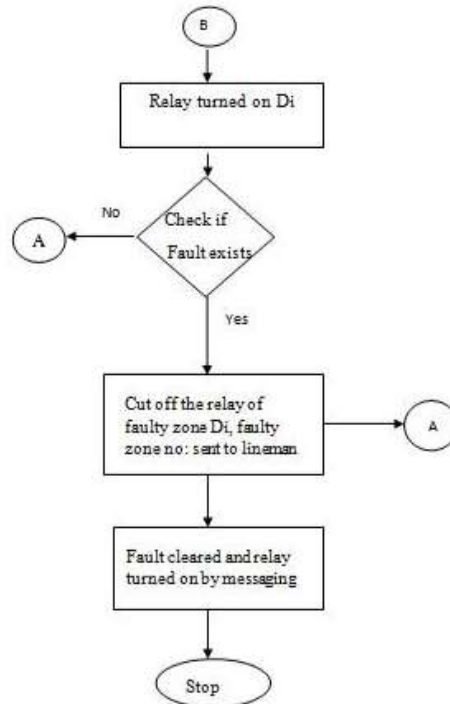 B
Relay turned on Di
No
A
Check if
Fault exists
Yes
Cut off the relay of
faulty zone Di, faulty
zone no: sent to lineman
A
Fault cleared and relay
turned on by messaging
Stop